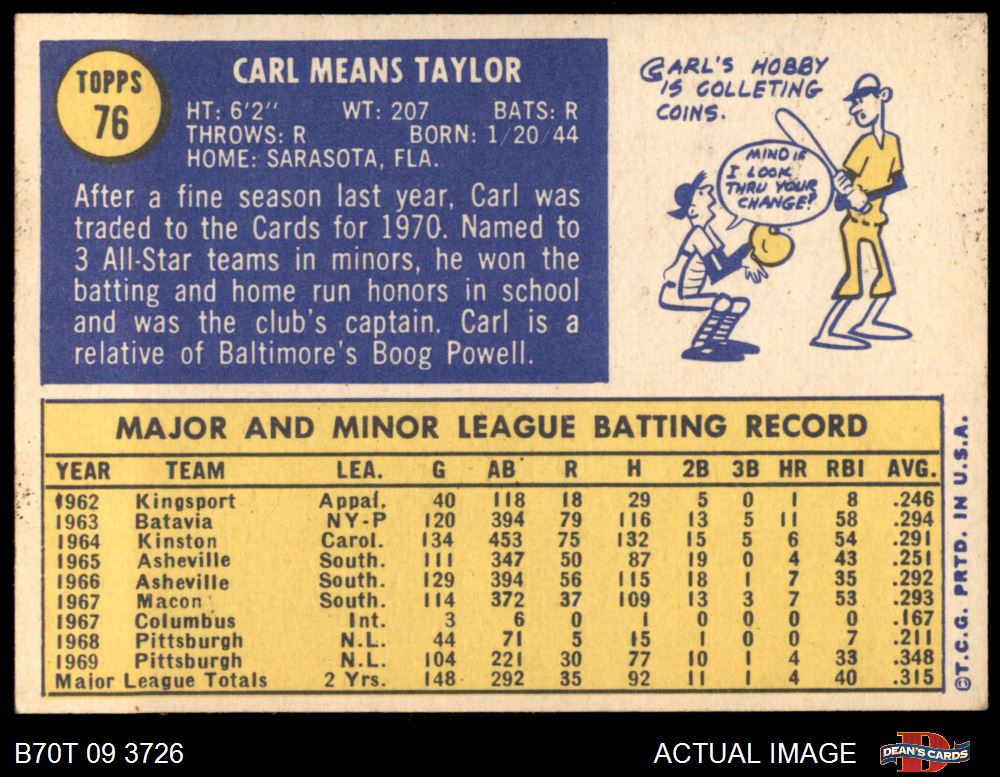 TOPPS
76
CARL MEANS TAYLOR
HT: 6'2" WT: 207 BATS: R
THROWS: R BORN: 1/20/44
HOME: SARASOTA, FLA.
After a fine season last year, Carl was
traded to the Cards for 1970. Named to
3 All-Star teams in minors, he won the
batting and home run honors in school
and was the club's captain. Carl is a
relative of Baltimore's Boog Powell.
CARL'S HOBBY
IS COLLETING
COINS.
MIND IF
I LOOK
THRU YOUR
CHANGE?
MAJOR AND MINOR LEAGUE BATTING RECORD
YEAR TEAM LEA. G AB R H 2B 3B HR RBI AVG.
1962 Kingsport Appal. 40 118 18 29 5 0 1 8 .246
1963 Batavia NY-P 120 394 79 116 13 5 11 58 .294
1964 Kinston Carol. 134 453 75 132 15 5 6 54 .291
1965 Asheville South. 111 347 50 87 19 0 4 43 .251
1966 Asheville South. 129 394 56 115 18 1 7 35 .292
1967 Macon South. 114 372 37 109 13 3 7 53 .293
1967 Columbus Int. 3 6 0 1 0 0 0 0 .167
1968 Pittsburgh N.L. 44 71 5 15 1 0 0 7 .211
1969 Pittsburgh N.L. 104 221 30 77 10 1 4 33 .348
Major League Totals 2 Yrs. 148 292 35 92 11 1 4 40 .315
©T.C.G. PRTD. IN U.S.A.
B70T 09 3726
ACTUAL IMAGE
D
DEAN'S CARDS